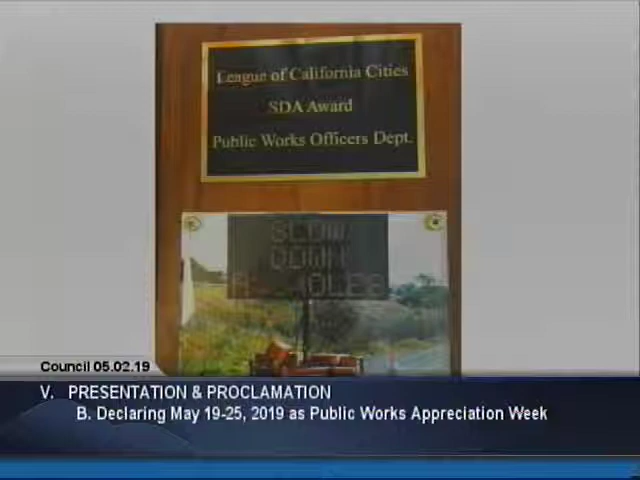 League of California Cities
SDA Award
Public Works Officers Dept.
SLOW
DOWN
Council 05.02.19
V. PRESENTATION & PROCLAMATION
B. Declaring May 19-25, 2019 as Public Works Appreciation Week